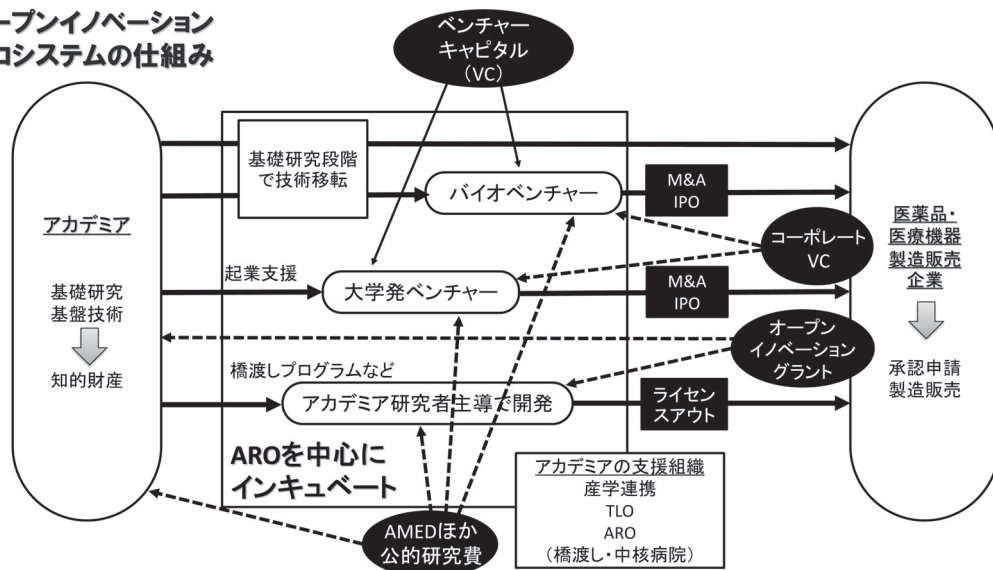 ープンイノベーション
コシステムの仕組み
ベンチャー
キャピタル
（VC）
基礎研究段階
で技術移転
バイオベンチャー
M&A
IPO
アカデミア
基礎研究
基盤技術
知的財産
起業支援
大学発ベンチャー
M&A
IPO
コーポレート
VC
医薬品・
医療機器
製造販売
企業
承認申請
製造販売
オープン
イノベーション
グラント
橋渡しプログラムなど
アカデミア研究者主導で開発
ライセン
スアウト
AROを中心に
インキュベート
アカデミアの支援組織
産学連携
TLO
ARO
（橋渡し・中核病院）
AMEDほか
公的研究費